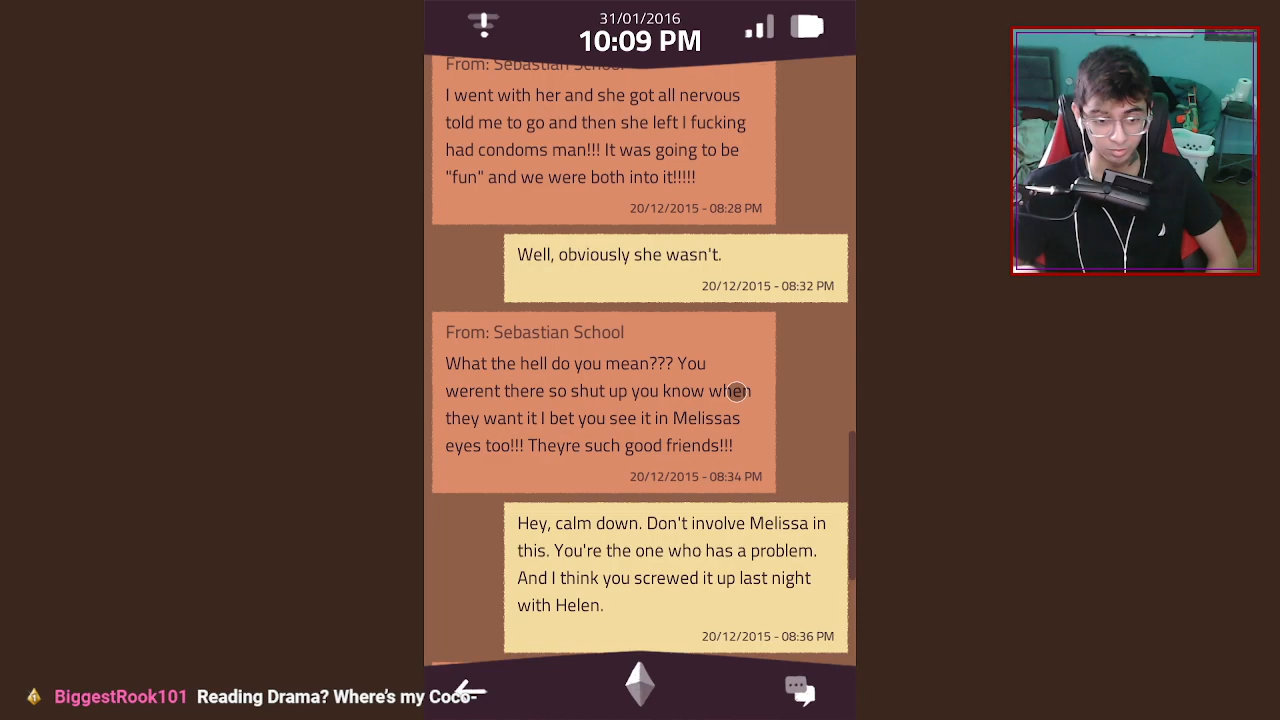 31/01/2016
10:09 PM
From: Sebastian School
I went with her and she got all nervous
told me to go and then she left I fucking
had condoms man!!! It was going to be
"fun" and we were both into it!!!!!
20/12/2015 - 08:28 PM
Well, obviously she wasn't.
20/12/2015 - 08:32 PM
From: Sebastian School
What the hell do you mean??? You
werent there so shut up you know when
they want it I bet you see it in Melissas
eyes too!!! Theyre such good friends!!!
20/12/2015 - 08:34 PM
Hey, calm down. Don't involve Melissa in
this. You're the one who has a problem.
And I think you screwed it up last night
with Helen.
20/12/2015 - 08:36 PM
BiggestRook101 Reading Drama? Where's my Coco-